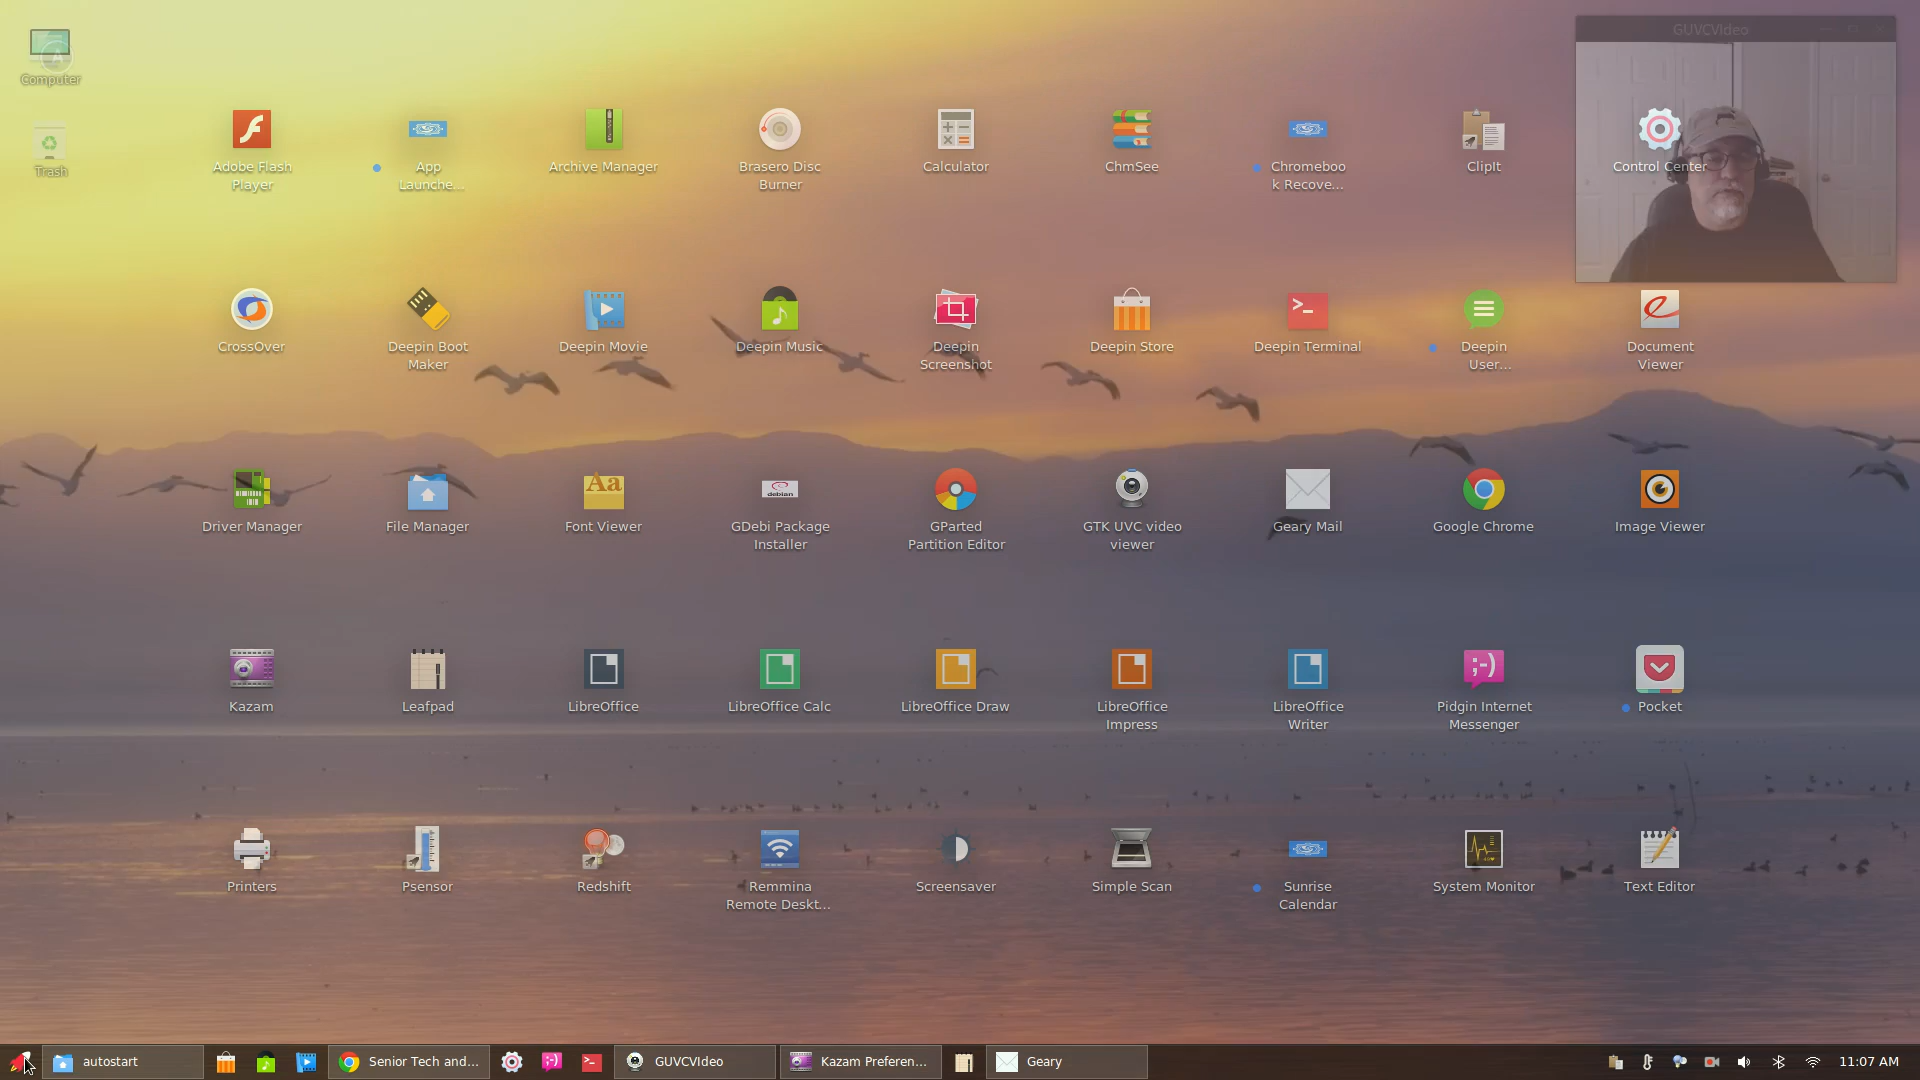 GUVCVideo
Computer
Trash
Adobe Flash
Player
App
Launche...
Archive Manager
Brasero Disc
Burner
Calculator
ChmSee
Chromeboo
k Recove...
ClipIt
Control Center
CrossOver
Deepin Boot
Maker
Deepin Movie
Deepin Music
Deepin
Screenshot
Deepin Store
Deepin Terminal
Deepin
User...
Document
Viewer
Driver Manager
File Manager
Aa
Font Viewer
debian
GDebi Package
Installer
GParted
Partition Editor
GTK UVC video
viewer
Geary Mail
Google Chrome
Image Viewer
Kazam
Leafpad
LibreOffice
LibreOffice Calc
LibreOffice Draw
LibreOffice
Impress
LibreOffice
Writer
;-)
Pidgin Internet
Messenger
Pocket
Printers
Psensor
Redshift
Remmina
Remote Deskt...
Screensaver
Simple Scan
Sunrise
Calendar
System Monitor
Text Editor
autostart
Senior Tech and...
GUVCVideo
Kazam Preferen...
Geary
11:07 AM